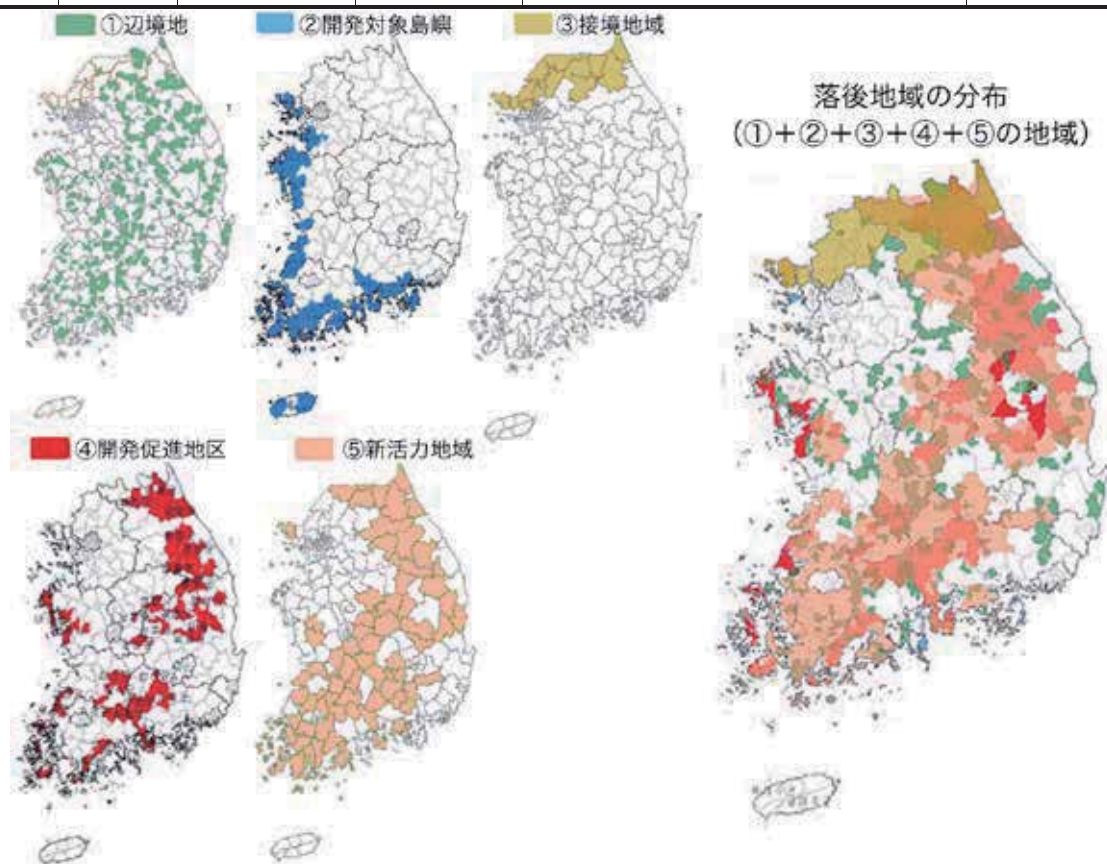 ①辺境地
②開発対象島嶼
③接境地域
落後地域の分布
（①＋②＋③＋④＋⑤の地域）
④開発促進地区
⑤新活力地域